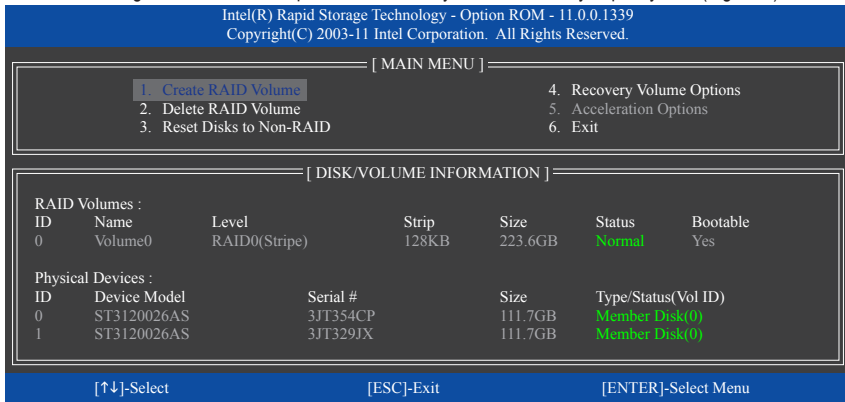 Intel(R) Rapid Storage Technology - Option ROM - 11.0.0.1339
Copyright(C) 2003-11 Intel Corporation. All Rights Reserved.
[ MAIN MENU ]
1. Create RAID Volume 4. Recovery Volume Options
2. Delete RAID Volume 5. Acceleration Options
3. Reset Disks to Non-RAID 6. Exit
[ DISK/VOLUME INFORMATION ]
RAID Volumes :
ID Name Level Strip Size Status Bootable
0 Volume0 RAID0(Stripe) 128KB 223.6GB Normal Yes
Physical Devices :
ID Device Model Serial # Size Type/Status(Vol ID)
0 ST3120026AS 3JT354CP 111.7GB Member Disk(0)
1 ST3120026AS 3JT329JX 111.7GB Member Disk(0)
[↑↓]-Select [ESC]-Exit [ENTER]-Select Menu